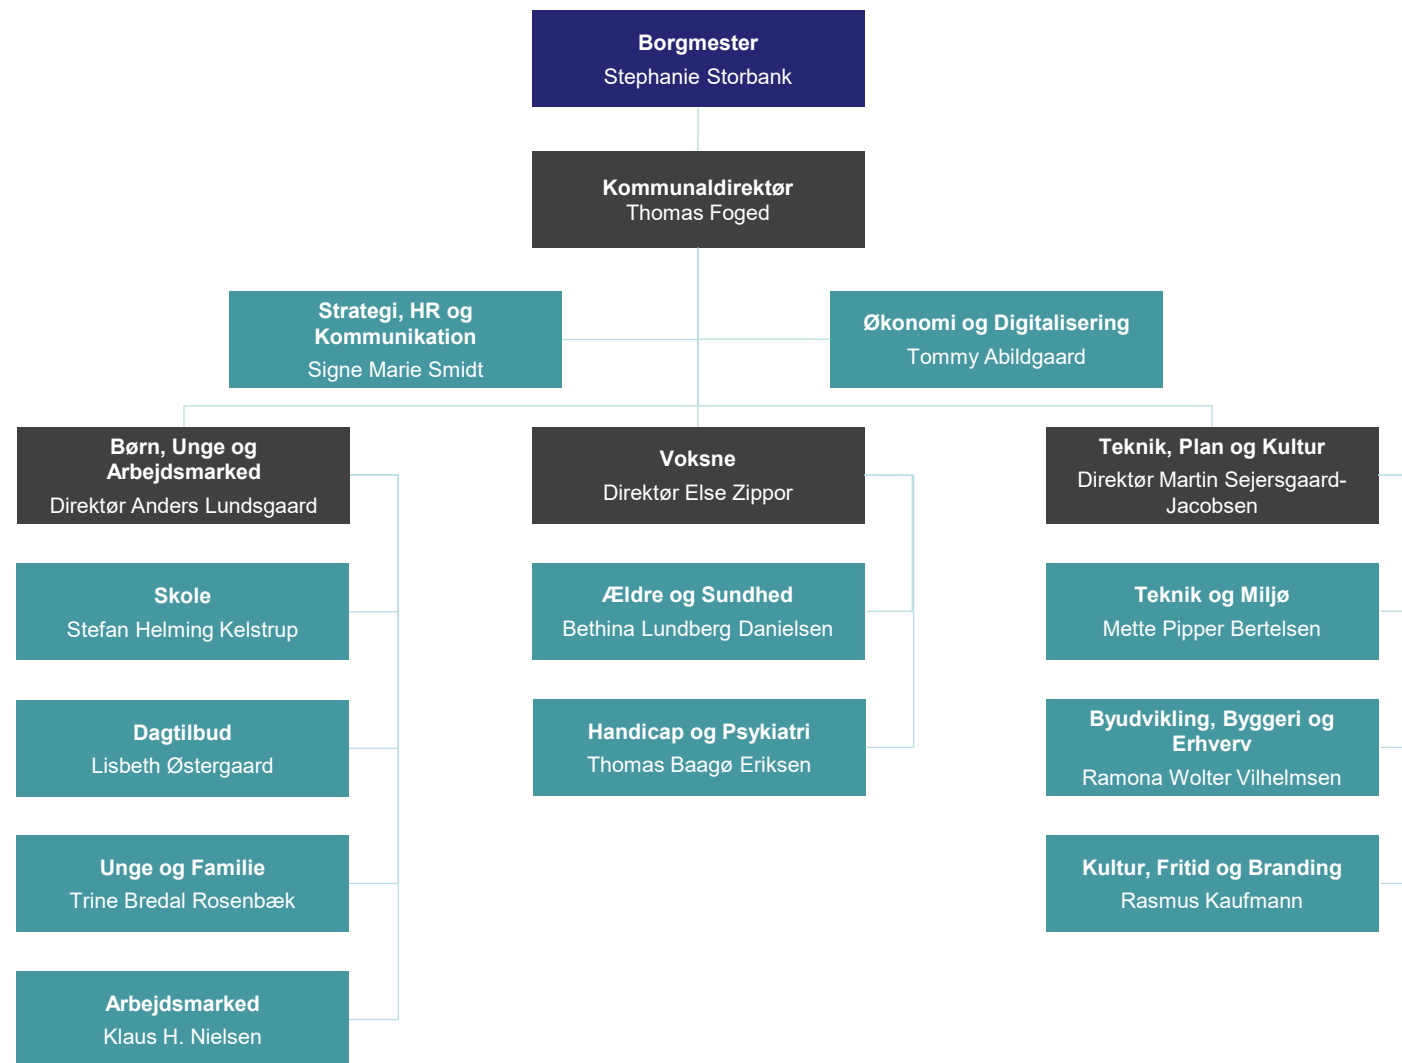 Borgmester
Stephanie Storbank
Kommunaldirektør
Thomas Foged
Strategi, HR og
Kommunikation
Signe Marie Smidt
Økonomi og Digitalisering
Tommy Abildgaard
Børn, Unge og
Arbejdsmarked
Direktør Anders Lundsgaard
Skole
Stefan Helming Kelstrup
Dagtilbud
Lisbeth Østergaard
Unge og Familie
Trine Bredal Rosenbæk
Arbejdsmarked
Klaus H. Nielsen
Voksne
Direktør Else Zippor
Ældre og Sundhed
Bethina Lundberg Danielsen
Handicap og Psykiatri
Thomas Baagø Eriksen
Teknik, Plan og Kultur
Direktør Martin Sejersgaard-
Jacobsen
Teknik og Miljø
Mette Pipper Bertelsen
Byudvikling, Byggeri og
Erhverv
Ramona Wolter Vilhelmsen
Kultur, Fritid og Branding
Rasmus Kaufmann